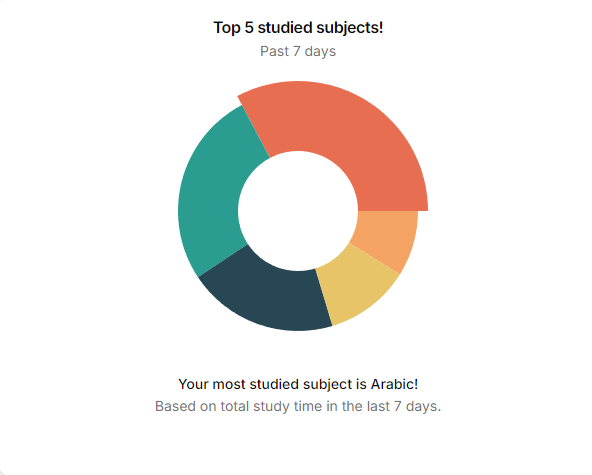 Top 5 studied subjects!
Past 7 days
Your most studied subject is Arabic!
Based on total study time in the last 7 days.